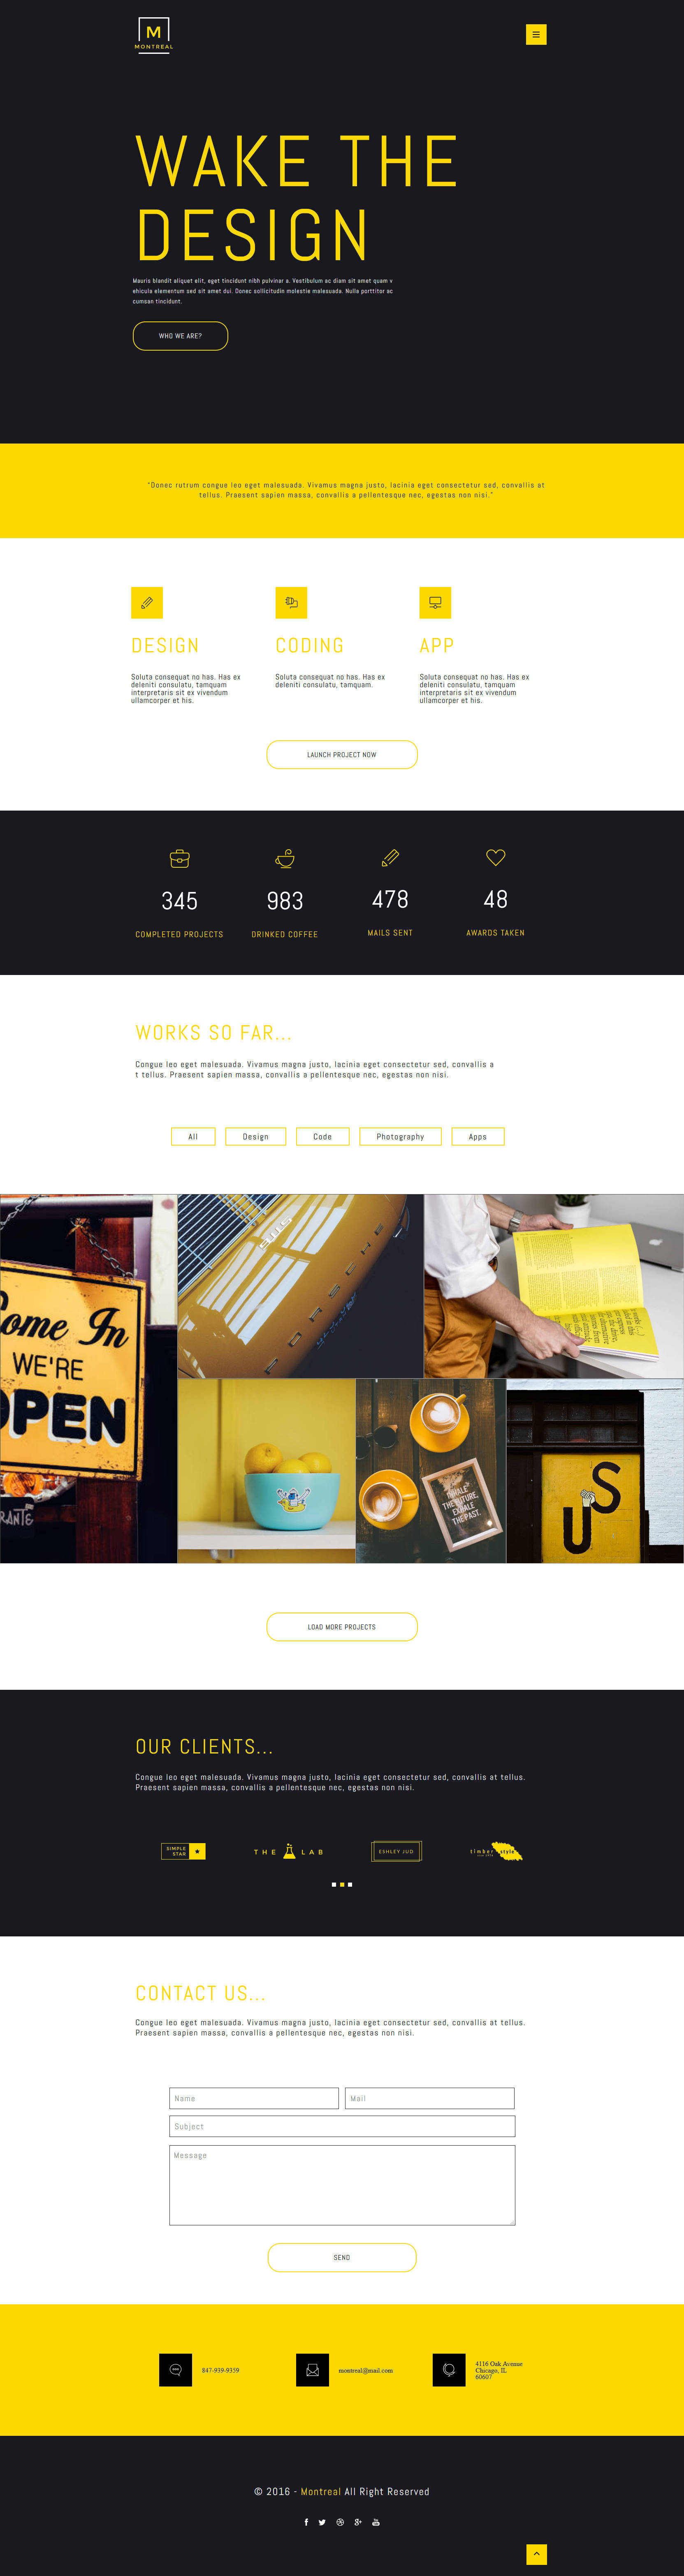 M
MONTREAL
WAKE THE
DESIGN
Mauris blandit aliquet elit, eget tincidunt nibh pulvinar a. Vestibulum ac diam sit amet quam v
ehicula elementum sed sit amet dui. Donec sollicitudin molestie malesuada. Nulla porttitor ac
cumsan tincidunt.
WHO WE ARE?
"Donec rutrum congue leo eget malesuada. Vivamus magna justo, lacinia eget consectetur sed, convallis at
tellus. Praesent sapien massa, convallis a pellentesque nec, egestas non nisi."
DESIGN
Soluta consequat no has. Has ex
deleniti consulatu, tamquam
interpretaris sit ex vivendum
ullamcorper et his.
CODING
Soluta consequat no has. Has ex
deleniti consulatu, tamquam.
APP
Soluta consequat no has. Has ex
deleniti consulatu, tamquam
interpretaris sit ex vivendum
ullamcorper et his.
LAUNCH PROJECT NOW
345
COMPLETED PROJECTS
983
DRINKED COFFEE
478
MAILS SENT
48
AWARDS TAKEN
WORKS SO FAR...
Congue leo eget malesuada. Vivamus magna justo, lacinia eget consectetur sed, convallis a
t tellus. Praesent sapien massa, convallis a pellentesque nec, egestas non nisi.
All
Design
Code
Photography
Apps
ome In
WE'RE
OPEN
RANTE
INHALE
THE FUTURE,
EXHALE
THE PAST.
US
LOAD MORE PROJECTS
OUR CLIENTS...
Congue leo eget malesuada. Vivamus magna justo, lacinia eget consectetur sed, convallis at tellus.
Praesent sapien massa, convallis a pellentesque nec, egestas non nisi.
SIMPLE
STAR
THE LAB
ESHLEY JUD
timber style
CONTACT US...
Congue leo eget malesuada. Vivamus magna justo, lacinia eget consectetur sed, convallis at tellus.
Praesent sapien massa, convallis a pellentesque nec, egestas non nisi.
Name
Mail
Subject
Message
SEND
847-939-9359
montreal@mail.com
4116 Oak Avenue
Chicago, IL
60607
© 2016 - Montreal All Right Reserved